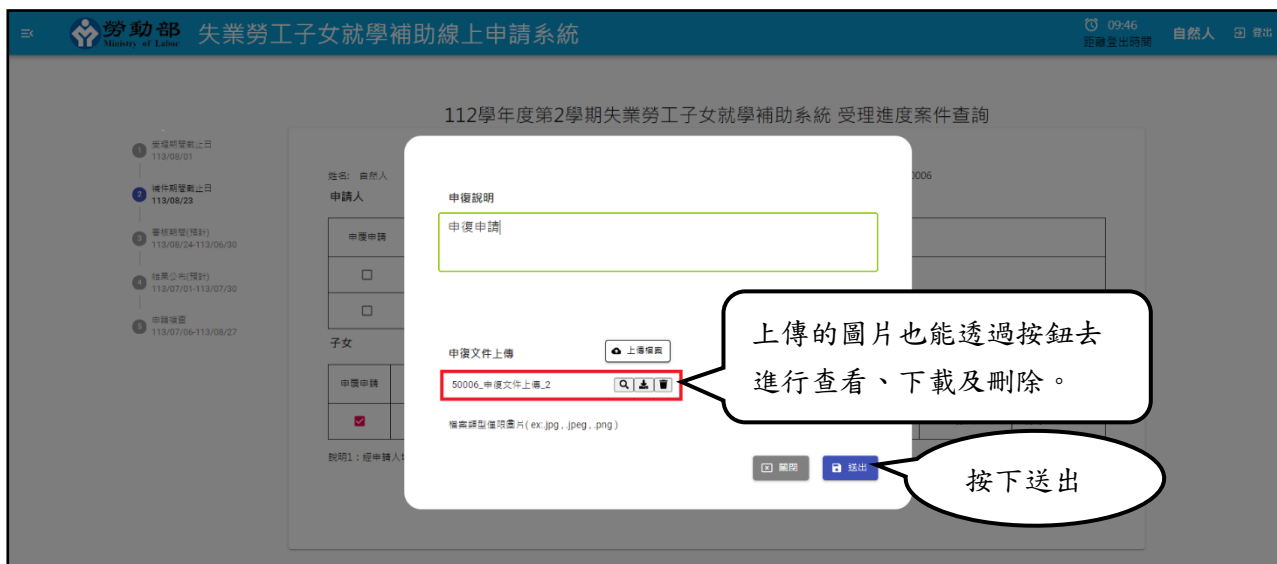 勞動部
Ministry of Labor
失業勞工子女就學補助線上申請系統
09:46
距離登出時間
自然人
登出
112學年度第2學期失業勞工子女就學補助系統 受理進度案件查詢
1 受理期間截止日
113/08/01
2 補件期間截止日
113/08/23
3 審核期間(預計)
113/08/24-113/06/30
4 結果公布(預計)
113/07/01-113/07/30
5 申請複查
113/07/06-113/08/27
姓名: 自然人
0006
申請人
申覆申請
子女
申覆申請
說明1：經申請人
申復說明
申復申請
申復文件上傳
上傳檔案
50006_申復文件上傳_2
檔案類型僅限圖片( ex:.jpg , .jpeg , .png )
關閉
送出
上傳的圖片也能透過按鈕去
進行查看、下載及刪除。
按下送出